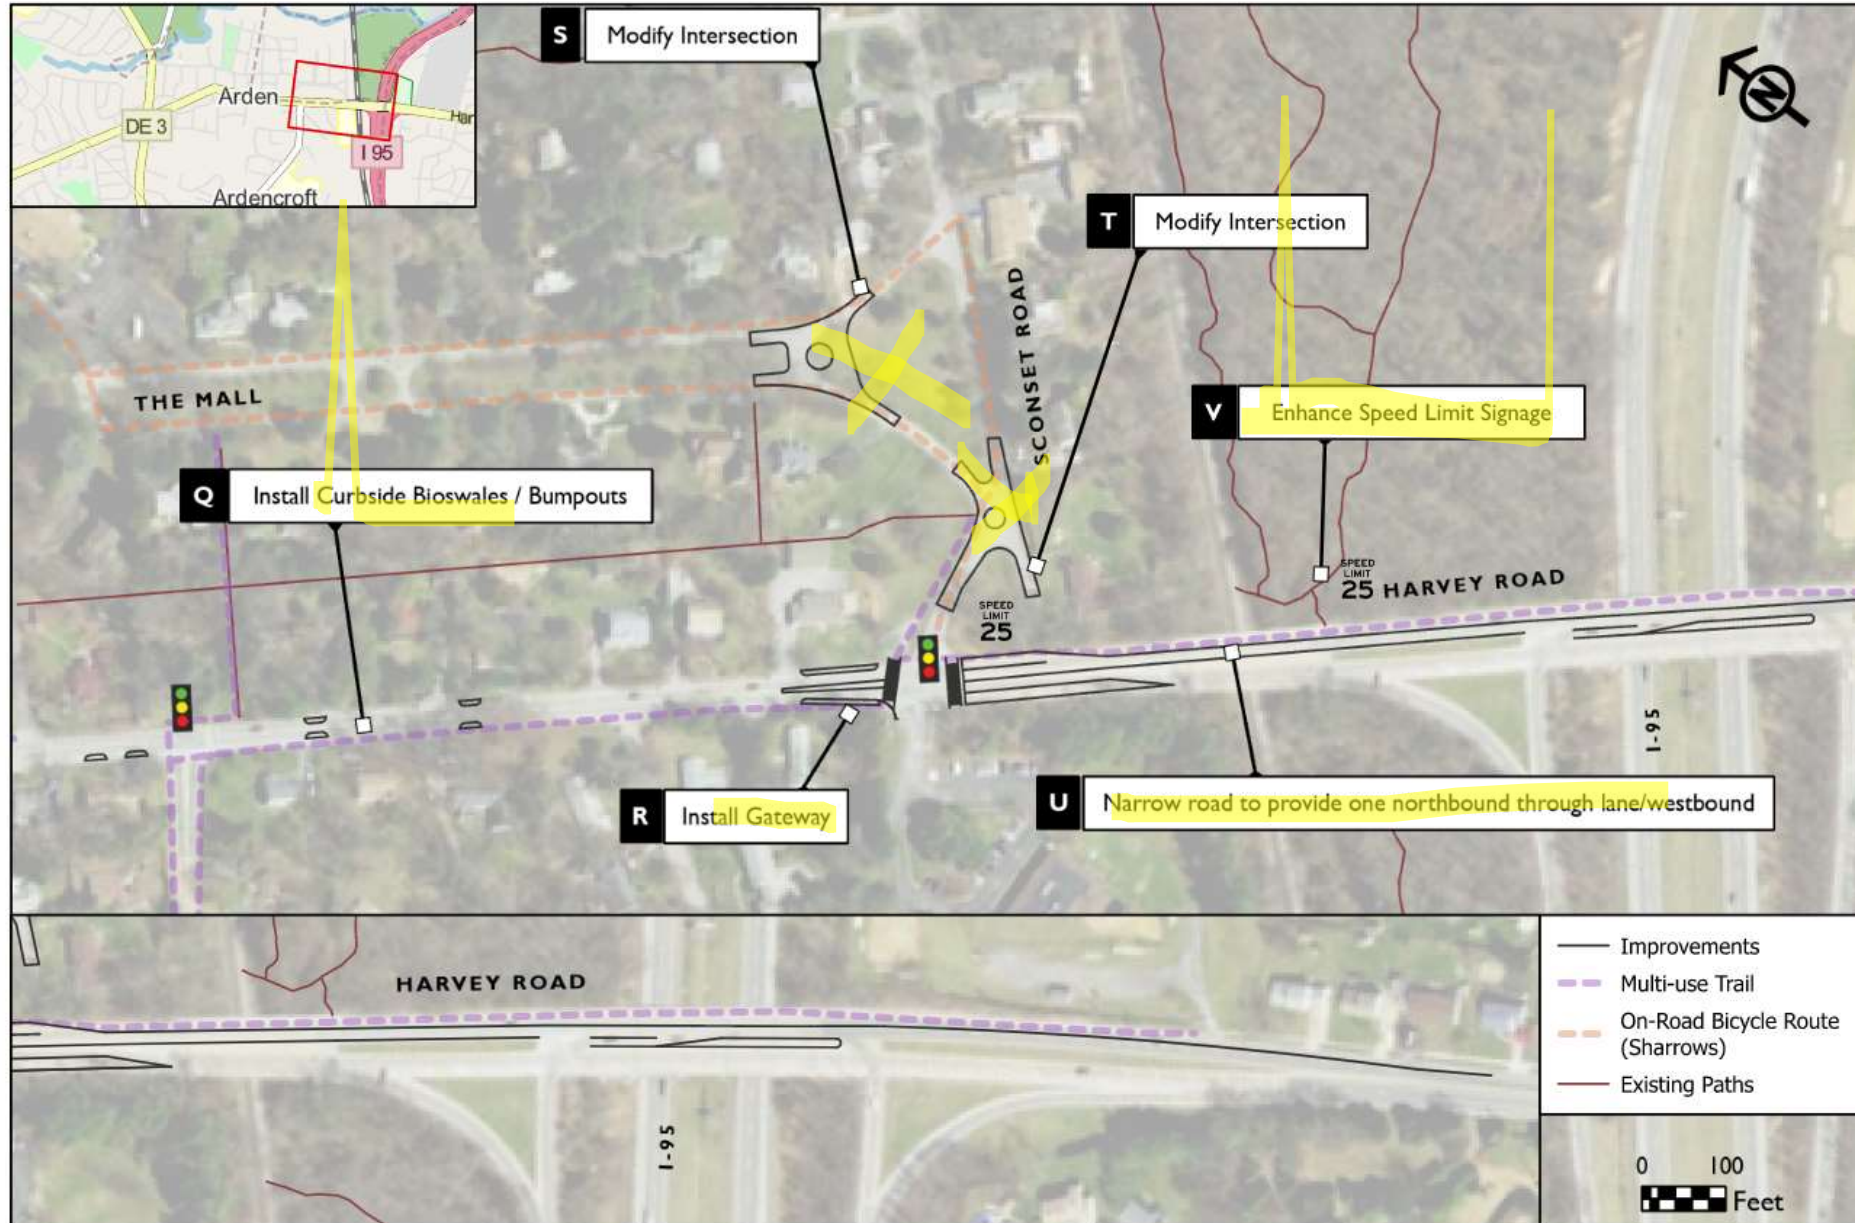 Arden
DE 3
I 95
Har
Ardencroft
S Modify Intersection
N
T Modify Intersection
SCONSET ROAD
THE MALL
V Enhance Speed Limit Signage
Q Install Curbside Bioswales / Bumpouts
SPEED
LIMIT
25
HARVEY ROAD
SPEED
LIMIT
25
I-95
R Install Gateway
U Narrow road to provide one northbound through lane/westbound
HARVEY ROAD
I-95
Improvements
Multi-use Trail
On-Road Bicycle Route
(Sharrows)
Existing Paths
0 100
Feet